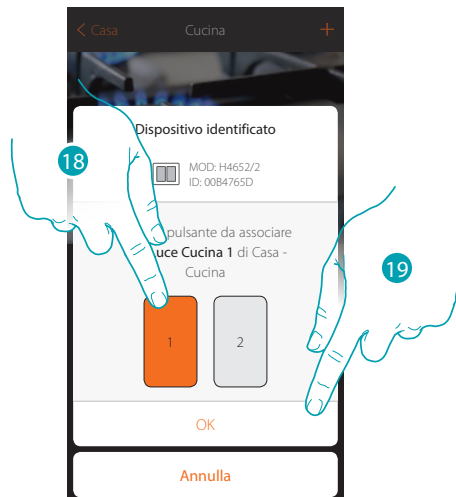 < Casa Cucina +
Dispositivo identificato
18
MOD: H4652/2
ID: 00B4765D
pulsante da associare
uce Cucina 1 di Casa -
Cucina
19
1 2
OK
Annulla